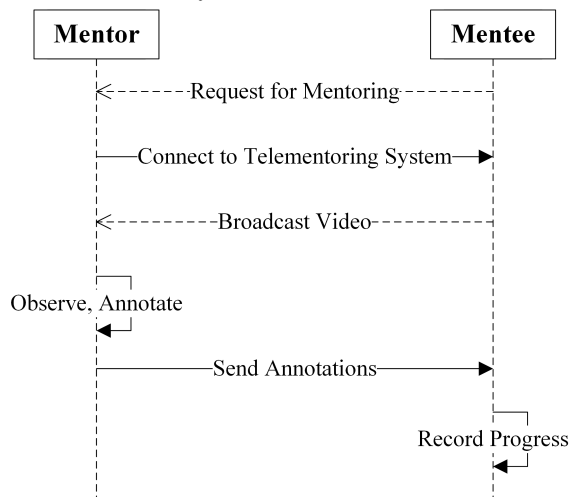 Mentor
Mentee
Request for Mentoring
Connect to Telementoring System
Broadcast Video
Observe, Annotate
Send Annotations
Record Progress